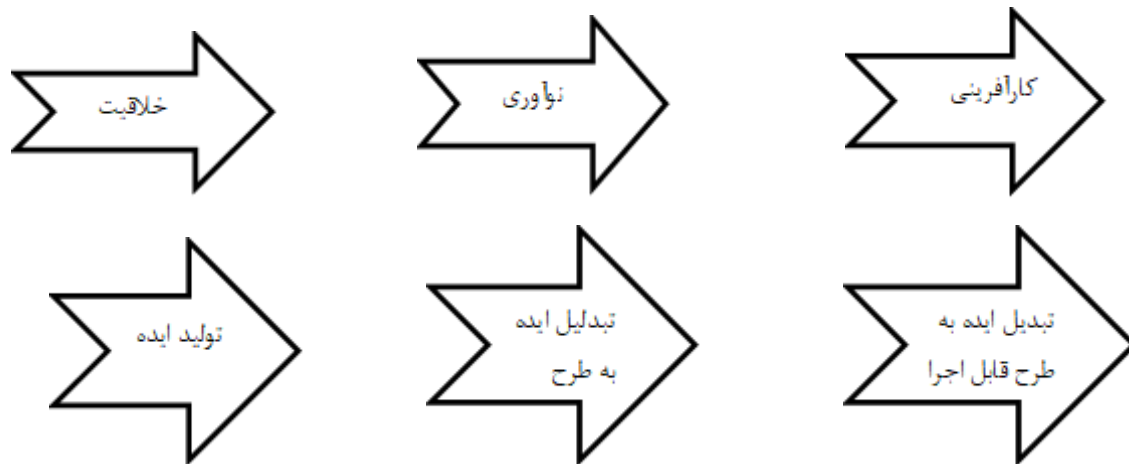 خلاقیت
نوآوری
کارآفرینی
تولید ایده
تبدلیل ایده
به طرح
تبدیل ایده به
طرح قابل اجرا